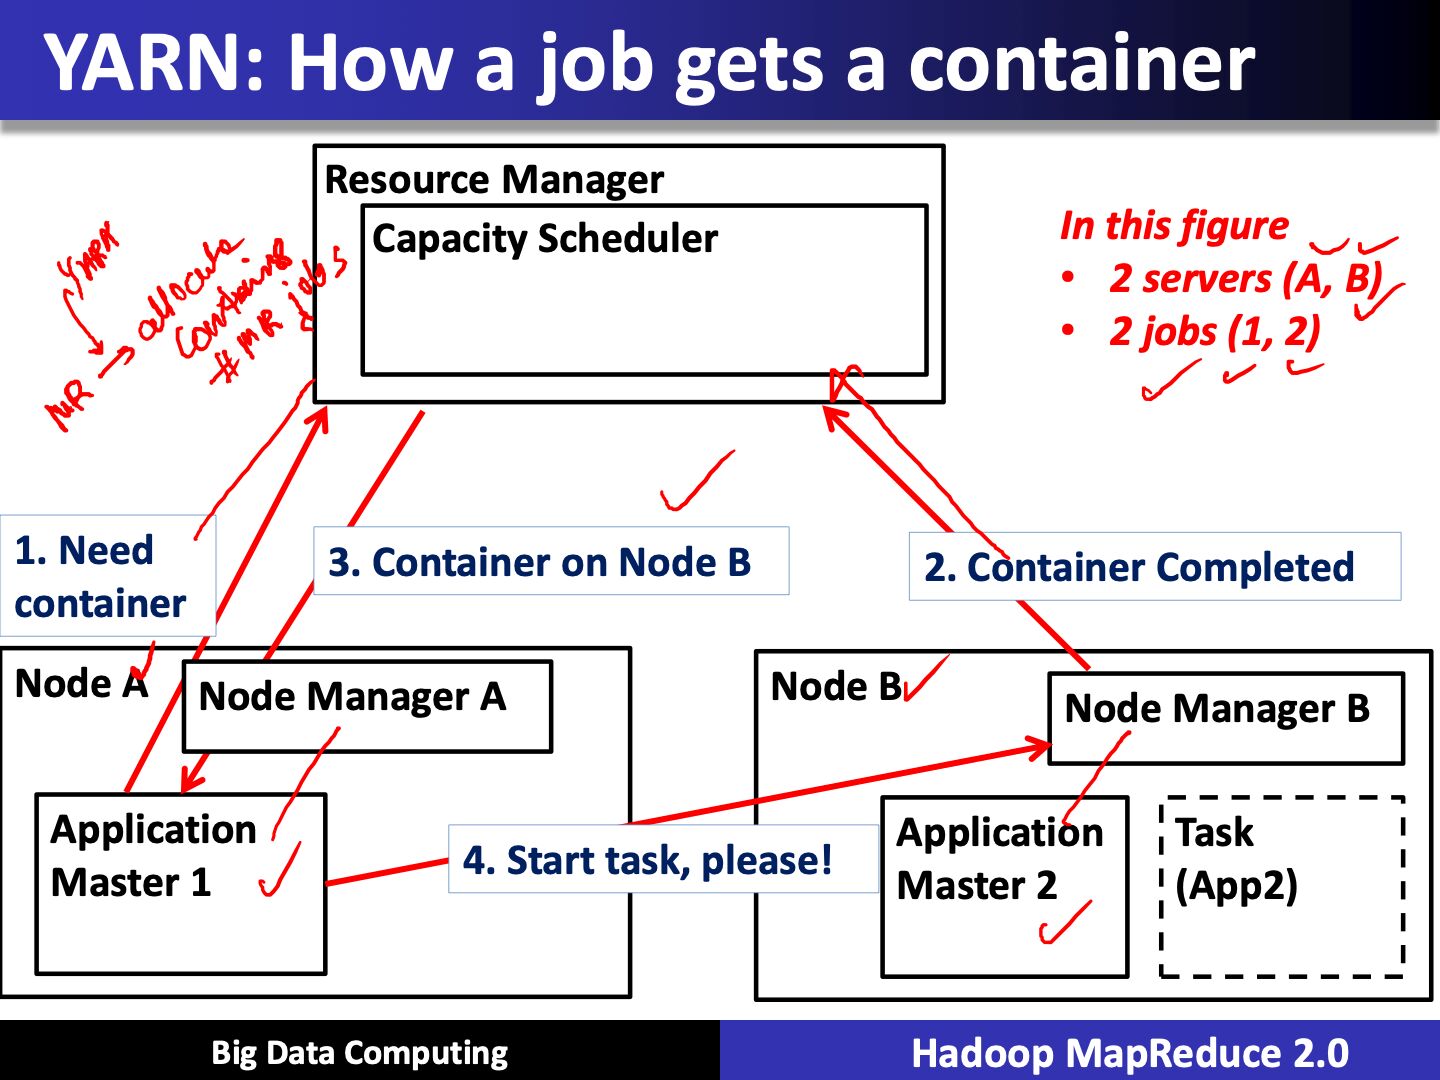 YARN: How a job gets a container
Resource Manager
Capacity Scheduler
In this figure
• 2 servers (A, B)
• 2 jobs (1, 2)
YARN
MR → allocate
Container
# MR jobs
1. Need
container
3. Container on Node B
2. Container Completed
Node A
Node Manager A
Application
Master 1
4. Start task, please!
Node B
Node Manager B
Application
Master 2
Task
(App2)
Big Data Computing
Hadoop MapReduce 2.0